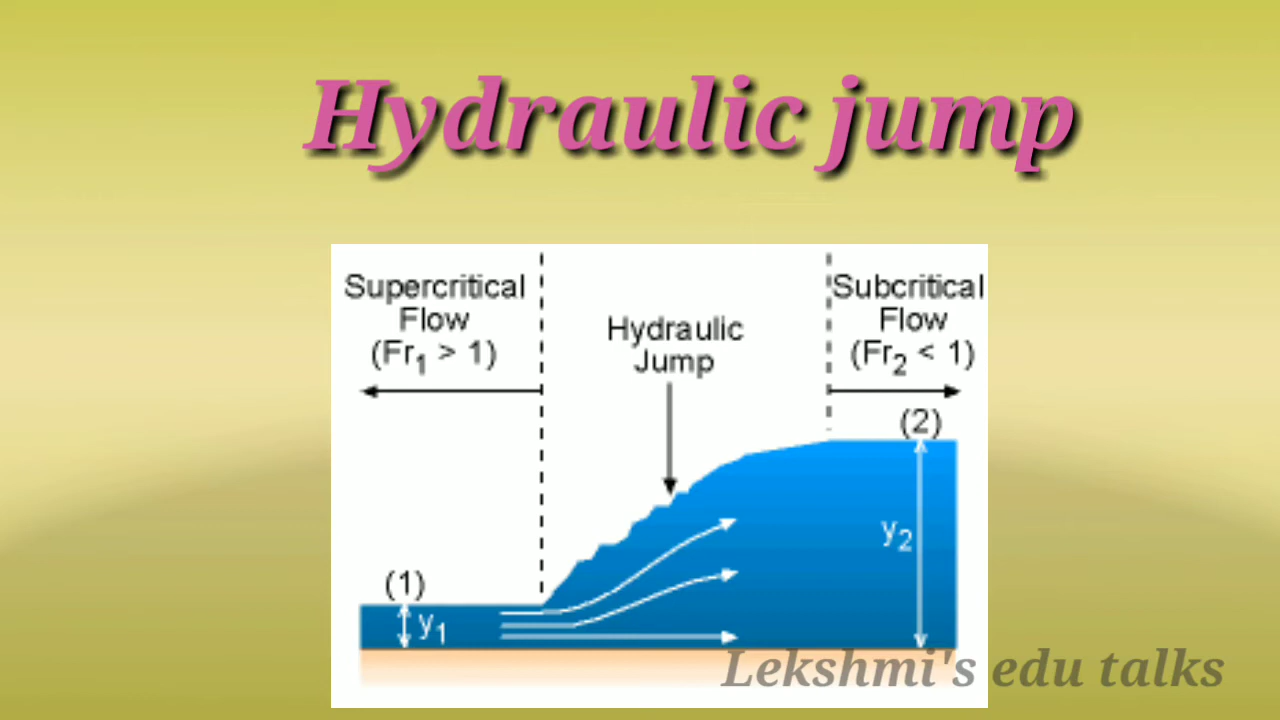 Hydraulic jump
Supercritical
Flow
(Fr₁ > 1)
Hydraulic
Jump
Subcritical
Flow
(Fr₂ < 1)
(2)
y₂
(1)
y₁
Lekshmi's edu talks